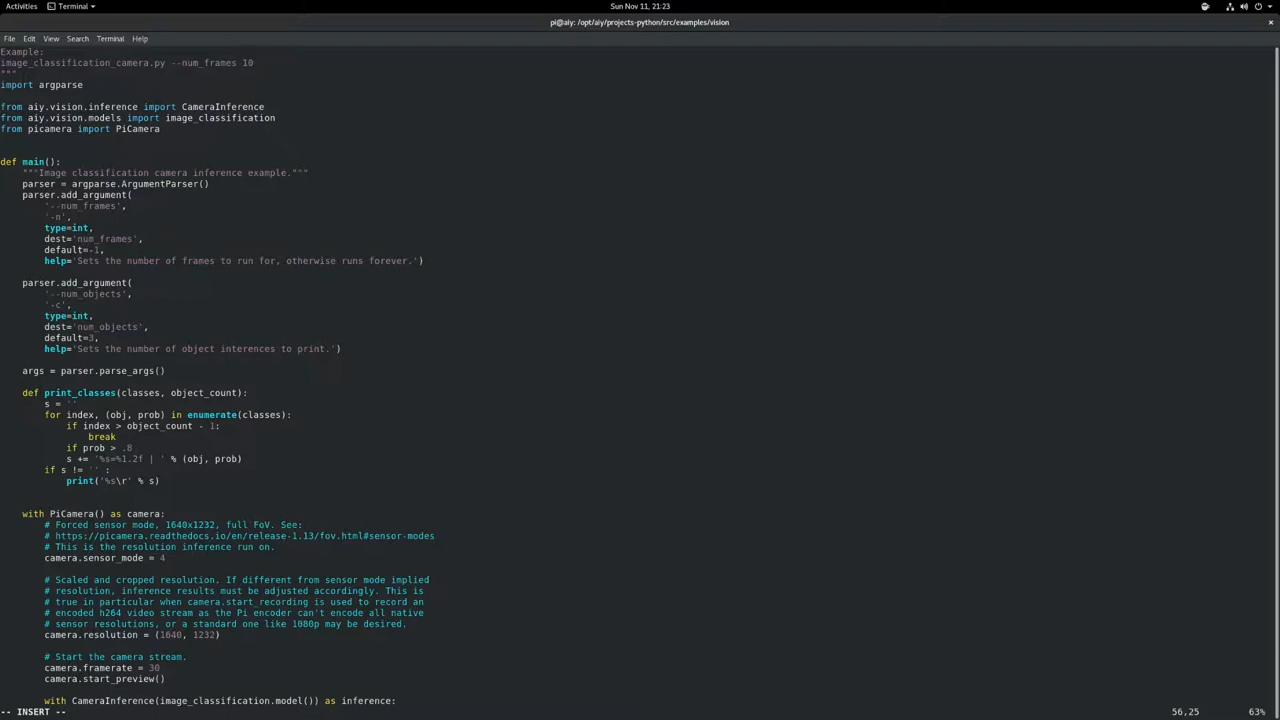 Activities
Terminal
Sun Nov 11, 21:23
pi@aiy: /opt/aiy/projects-python/src/examples/vision
File Edit View Search Terminal Help
Example:
image_classification_camera.py --num_frames 10
"""
import argparse
from aiy.vision.inference import CameraInference
from aiy.vision.models import image_classification
from picamera import PiCamera
def main():
"""Image classification camera inference example."""
parser = argparse.ArgumentParser()
parser.add_argument(
'--num_frames',
'-n',
type=int,
dest='num_frames',
default=-1,
help='Sets the number of frames to run for, otherwise runs forever.')
parser.add_argument(
'--num_objects',
'-c',
type=int,
dest='num_objects',
default=3,
help='Sets the number of object interences to print.')
args = parser.parse_args()
def print_classes(classes, object_count):
s = ''
for index, (obj, prob) in enumerate(classes):
if index > object_count - 1:
break
if prob > .8
s += '%s=%1.2f | ' % (obj, prob)
if s != '' :
print('%s\r' % s)
with PiCamera() as camera:
# Forced sensor mode, 1640x1232, full FoV. See:
# https://picamera.readthedocs.io/en/release-1.13/fov.html#sensor-modes
# This is the resolution inference run on.
camera.sensor_mode = 4
# Scaled and cropped resolution. If different from sensor mode implied
# resolution, inference results must be adjusted accordingly. This is
# true in particular when camera.start_recording is used to record an
# encoded h264 video stream as the Pi encoder can't encode all native
# sensor resolutions, or a standard one like 1080p may be desired.
camera.resolution = (1640, 1232)
# Start the camera stream.
camera.framerate = 30
camera.start_preview()
with CameraInference(image_classification.model()) as inference:
-- INSERT --
56,25
63%